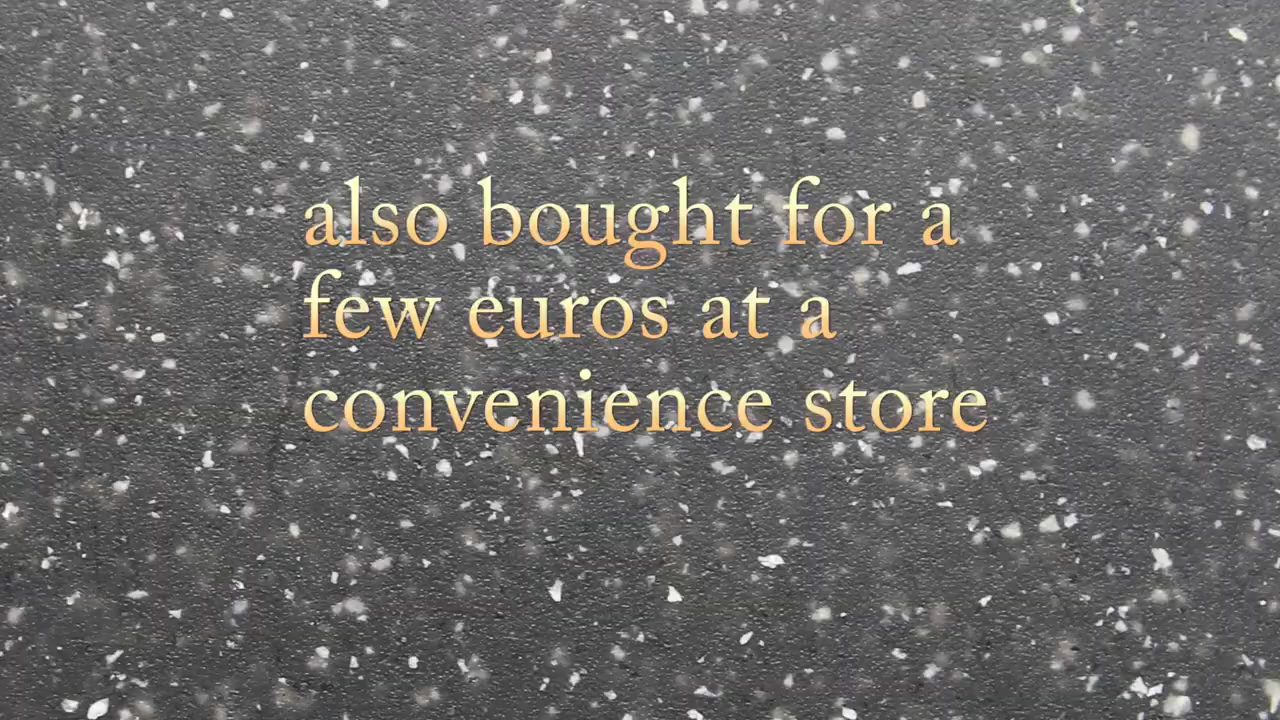 also bought for a
few euros at a
convenience store